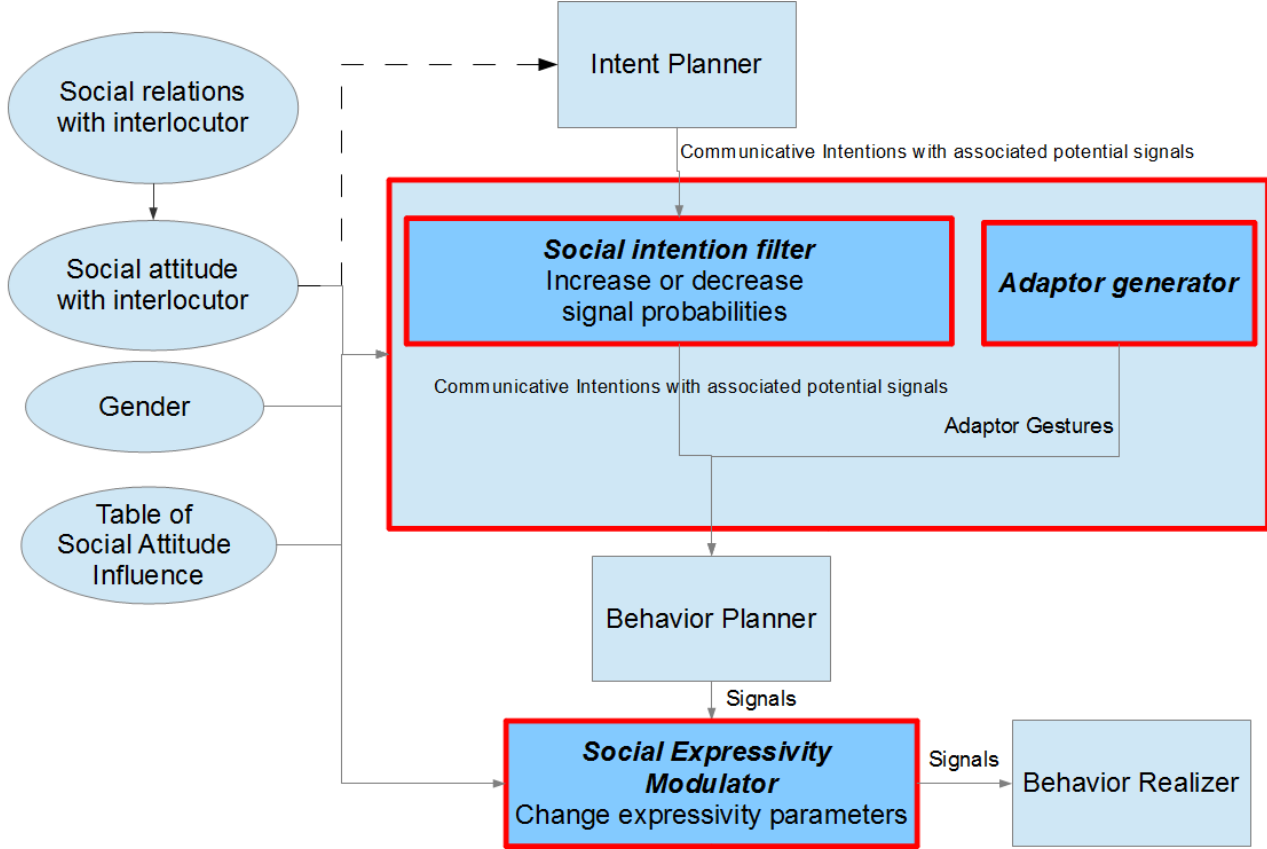 Intent Planner
Social relations
with interlocutor
Communicative Intentions with associated potential signals
Social intention filter
Increase or decrease
signal probabilities
Adaptor generator
Social attitude
with interlocutor
Gender
Communicative Intentions with associated potential signals
Adaptor Gestures
Table of
Social Attitude
Influence
Behavior Planner
Signals
Social Expressivity
Modulator
Change expressivity parameters
Signals
Behavior Realizer